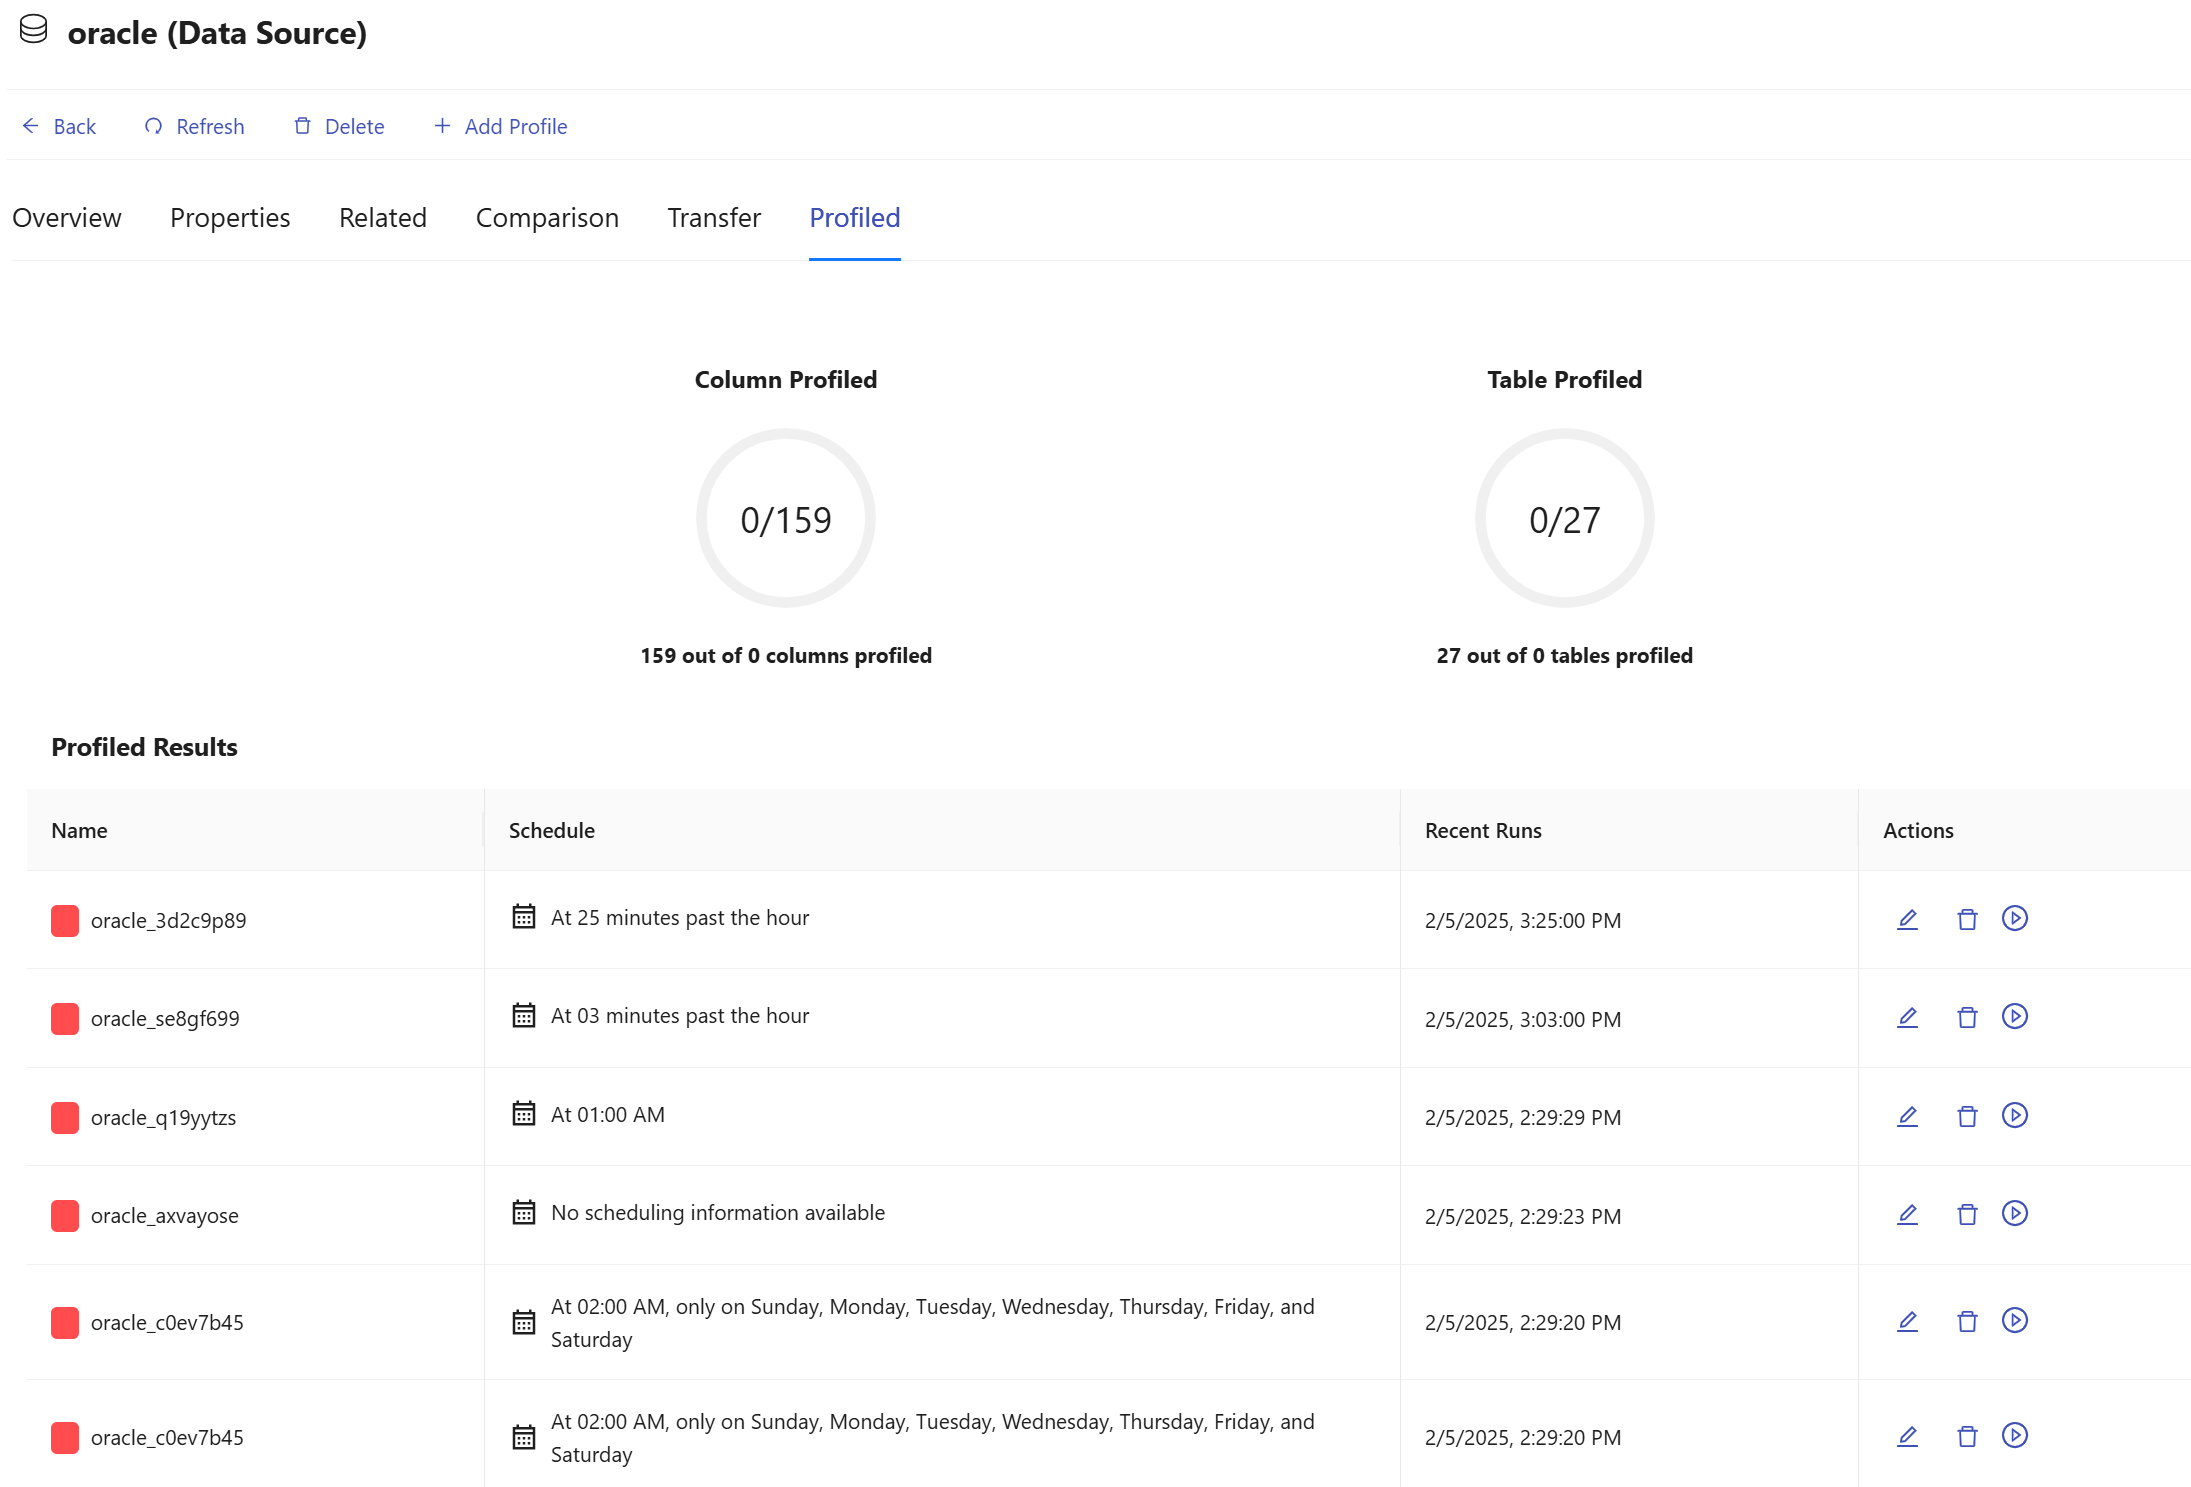 oracle (Data Source)
Back Refresh Delete Add Profile
Overview Properties Related Comparison Transfer Profiled
Column Profiled Table Profiled
0/159 0/27
159 out of 0 columns profiled 27 out of 0 tables profiled
Profiled Results
Name Schedule Recent Runs Actions
oracle_3d2c9p89 At 25 minutes past the hour 2/5/2025, 3:25:00 PM
oracle_se8gf699 At 03 minutes past the hour 2/5/2025, 3:03:00 PM
oracle_q19yytzs At 01:00 AM 2/5/2025, 2:29:29 PM
oracle_axvayose No scheduling information available 2/5/2025, 2:29:23 PM
oracle_c0ev7b45 At 02:00 AM, only on Sunday, Monday, Tuesday, Wednesday, Thursday, Friday, and 2/5/2025, 2:29:20 PM
Saturday
oracle_c0ev7b45 At 02:00 AM, only on Sunday, Monday, Tuesday, Wednesday, Thursday, Friday, and 2/5/2025, 2:29:20 PM
Saturday